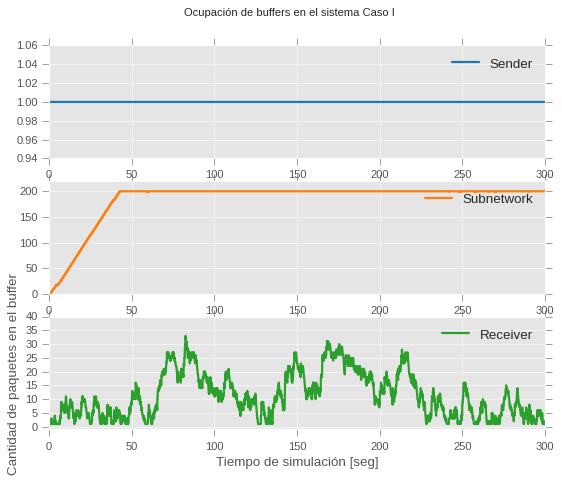 Ocupación de buffers en el sistema Caso I
1.06
1.04
1.02
1.00
0.98
0.96
0.94
Sender
0 50 100 150 200 250 300
200
150
100
50
0
Subnetwork
0 50 100 150 200 250 300
40
35
30
25
20
15
10
5
0
Receiver
0 50 100 150 200 250 300
Cantidad de paquetes en el buffer
Tiempo de simulación [seg]